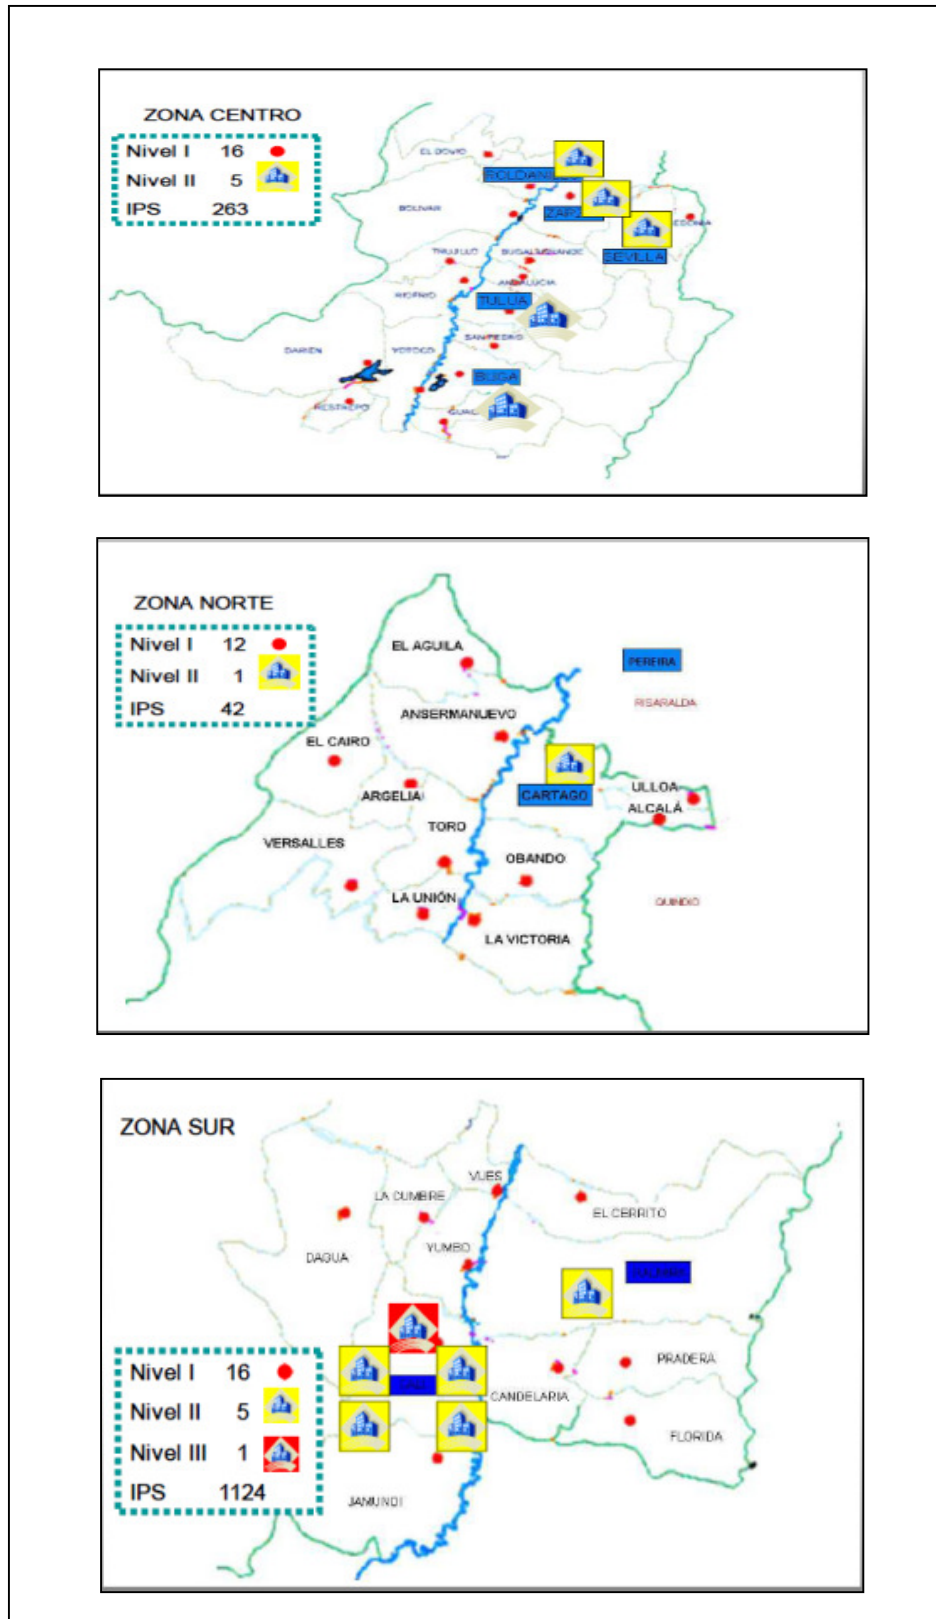 ZONA CENTRO
Nivel I 16
Nivel II 5
IPS 263
EL DOVIO
BOLIVAR
SEVILLA
TRUJILLO
BUGALAGRANDE
ANDALUCIA
RIOFRIO
TULUA
SAN PEDRO
DARIEN
YOTOCO
BUGA
RESTREPO
ZONA NORTE
Nivel I 12
Nivel II 1
IPS 42
EL AGUILA
PEREIRA
RISARALDA
ANSERMANUEVO
EL CAIRO
CARTAGO
ULLOA
ARGELIA
ALCALÁ
TORO
VERSALLES
OBANDO
LA UNIÓN
QUINDIO
LA VICTORIA
ZONA SUR
VIJES
LA CUMBRE
EL CERRITO
YUMBO
DAGUA
PRADERA
Nivel I 16
CANDELARIA
Nivel II 5
FLORIDA
Nivel III 1
IPS 1124
JAMUNDI